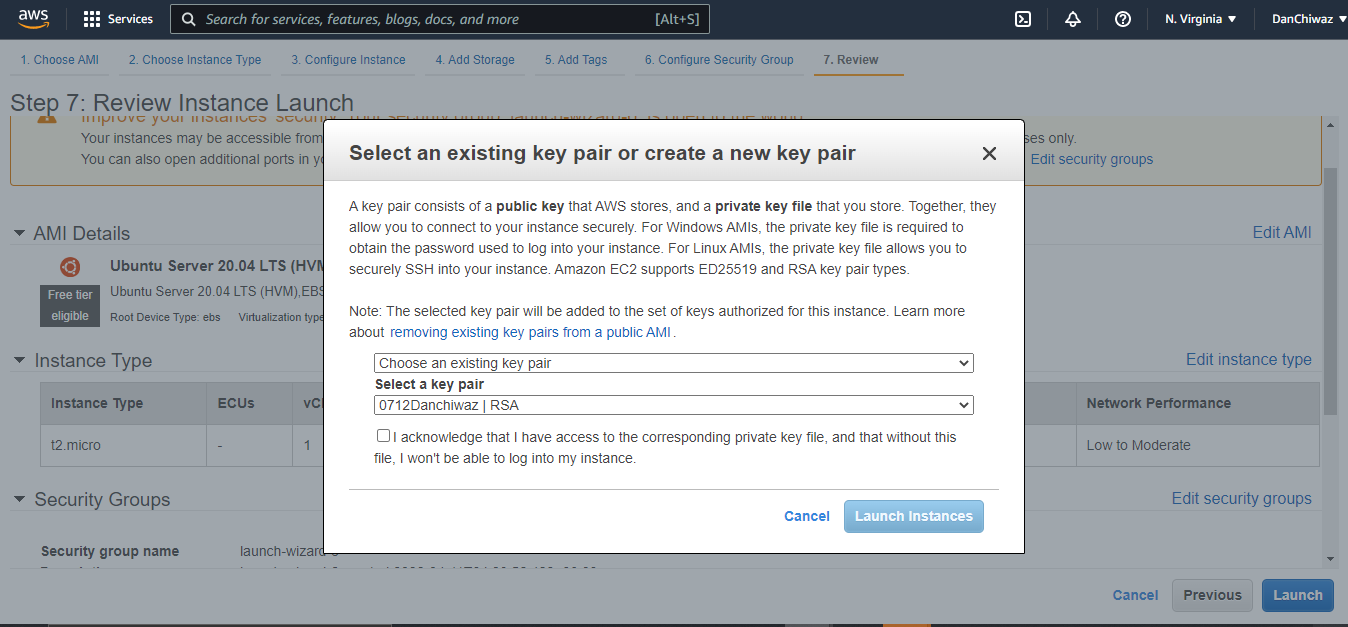 aws
Services
Search for services, features, blogs, docs, and more
[Alt+S]
N. Virginia
DanChiwaz
1. Choose AMI
2. Choose Instance Type
3. Configure Instance
4. Add Storage
5. Add Tags
6. Configure Security Group
7. Review
Step 7: Review Instance Launch
Improve your instances' security. Your security group,
is open to the world
Your instances may be accessible from
ses only.
You can also open additional ports in yo
Edit security groups
Select an existing key pair or create a new key pair
A key pair consists of a public key that AWS stores, and a private key file that you store. Together, they
allow you to connect to your instance securely. For Windows AMIs, the private key file is required to
obtain the password used to log into your instance. For Linux AMIs, the private key file allows you to
securely SSH into your instance. Amazon EC2 supports ED25519 and RSA key pair types.
Note: The selected key pair will be added to the set of keys authorized for this instance. Learn more
about removing existing key pairs from a public AMI.
Choose an existing key pair
Select a key pair
0712Danchiwaz | RSA
I acknowledge that I have access to the corresponding private key file, and that without this
file, I won't be able to log into my instance.
Cancel
Launch Instances
AMI Details
Edit AMI
Ubuntu Server 20.04 LTS (HVM
Free tier
eligible
Ubuntu Server 20.04 LTS (HVM),EBS
Root Device Type: ebs
Virtualization type
Instance Type
Edit instance type
Instance Type
ECUs
vC
Network Performance
t2.micro
-
1
Low to Moderate
Security Groups
Edit security groups
Security group name
launch-wizard
Cancel
Previous
Launch